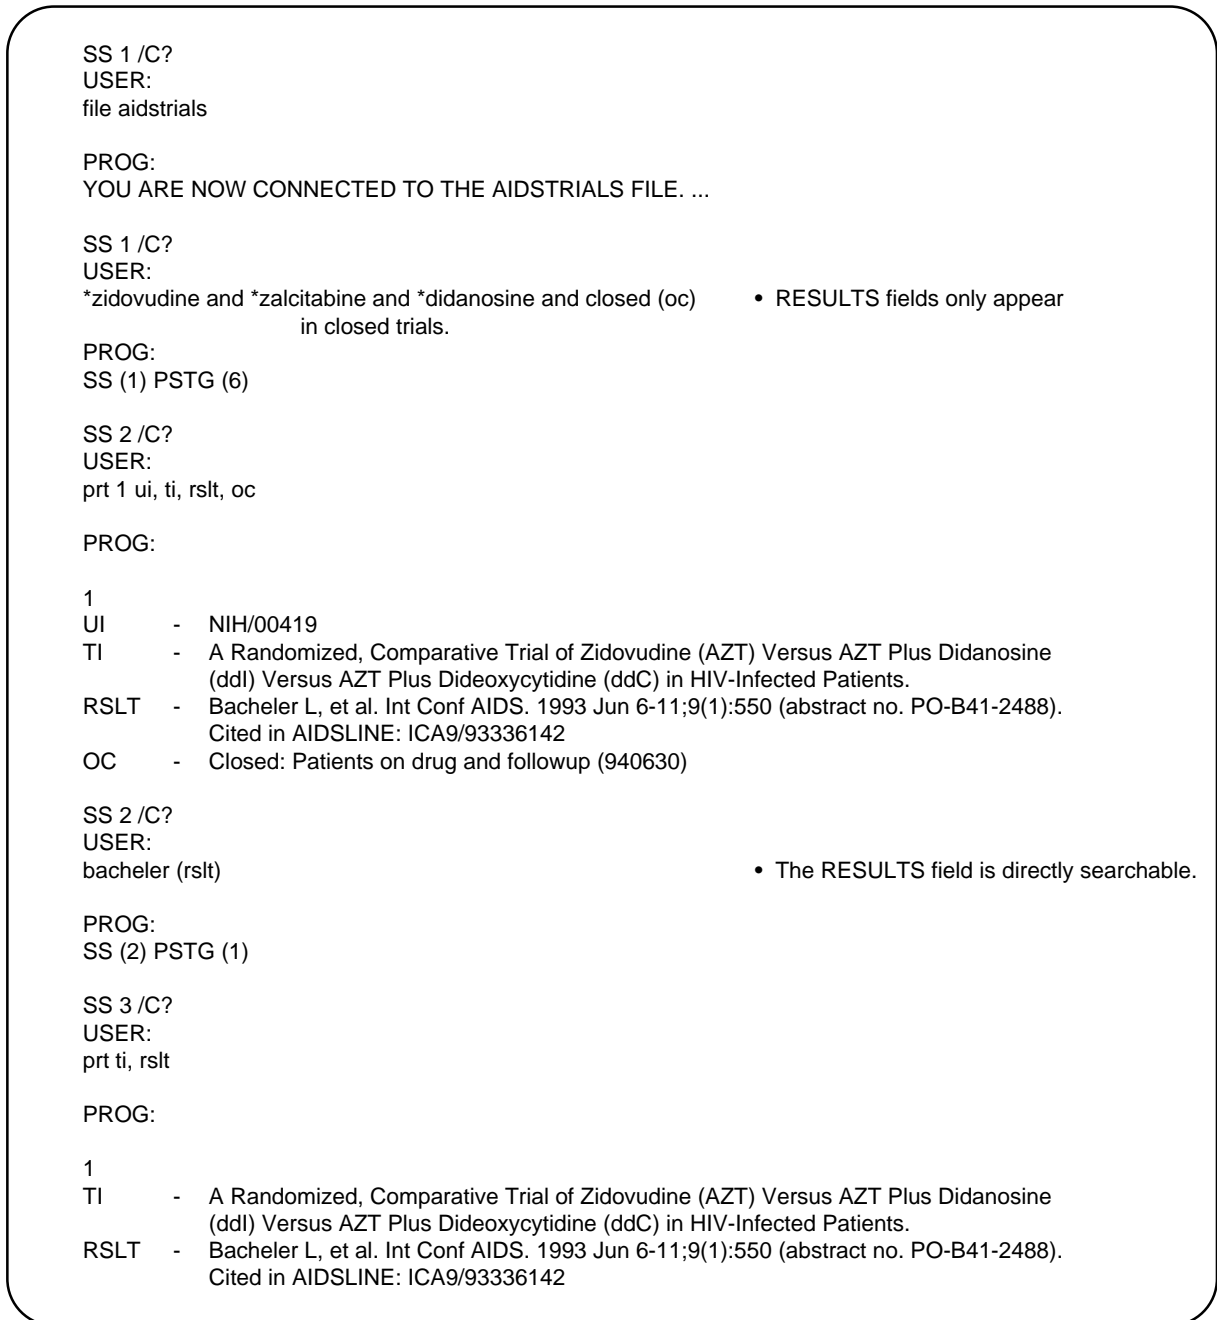 SS 1 /C?
USER:
file aidstrials
PROG:
YOU ARE NOW CONNECTED TO THE AIDSTRIALS FILE. ...
SS 1 /C?
USER:
*zidovudine and *zalcitabine and *didanosine and closed (oc) • RESULTS fields only appear
in closed trials.
PROG:
SS (1) PSTG (6)
SS 2 /C?
USER:
prt 1 ui, ti, rslt, oc
PROG:
1
UI - NIH/00419
TI - A Randomized, Comparative Trial of Zidovudine (AZT) Versus AZT Plus Didanosine
(ddI) Versus AZT Plus Dideoxycytidine (ddC) in HIV-Infected Patients.
RSLT - Bacheler L, et al. Int Conf AIDS. 1993 Jun 6-11;9(1):550 (abstract no. PO-B41-2488).
Cited in AIDSLINE: ICA9/93336142
OC - Closed: Patients on drug and followup (940630)
SS 2 /C?
USER:
bacheler (rslt) • The RESULTS field is directly searchable.
PROG:
SS (2) PSTG (1)
SS 3 /C?
USER:
prt ti, rslt
PROG:
1
TI - A Randomized, Comparative Trial of Zidovudine (AZT) Versus AZT Plus Didanosine
(ddI) Versus AZT Plus Dideoxycytidine (ddC) in HIV-Infected Patients.
RSLT - Bacheler L, et al. Int Conf AIDS. 1993 Jun 6-11;9(1):550 (abstract no. PO-B41-2488).
Cited in AIDSLINE: ICA9/93336142